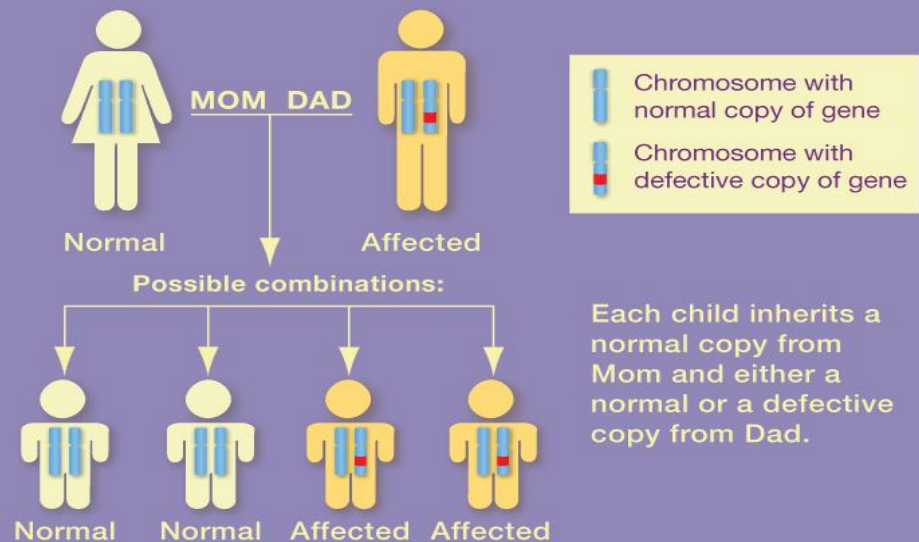 MOM DAD
Normal
Affected
Possible combinations:
Normal
Normal
Affected
Affected
Chromosome with
normal copy of gene
Chromosome with
defective copy of gene
Each child inherits a
normal copy from
Mom and either a
normal or a defective
copy from Dad.